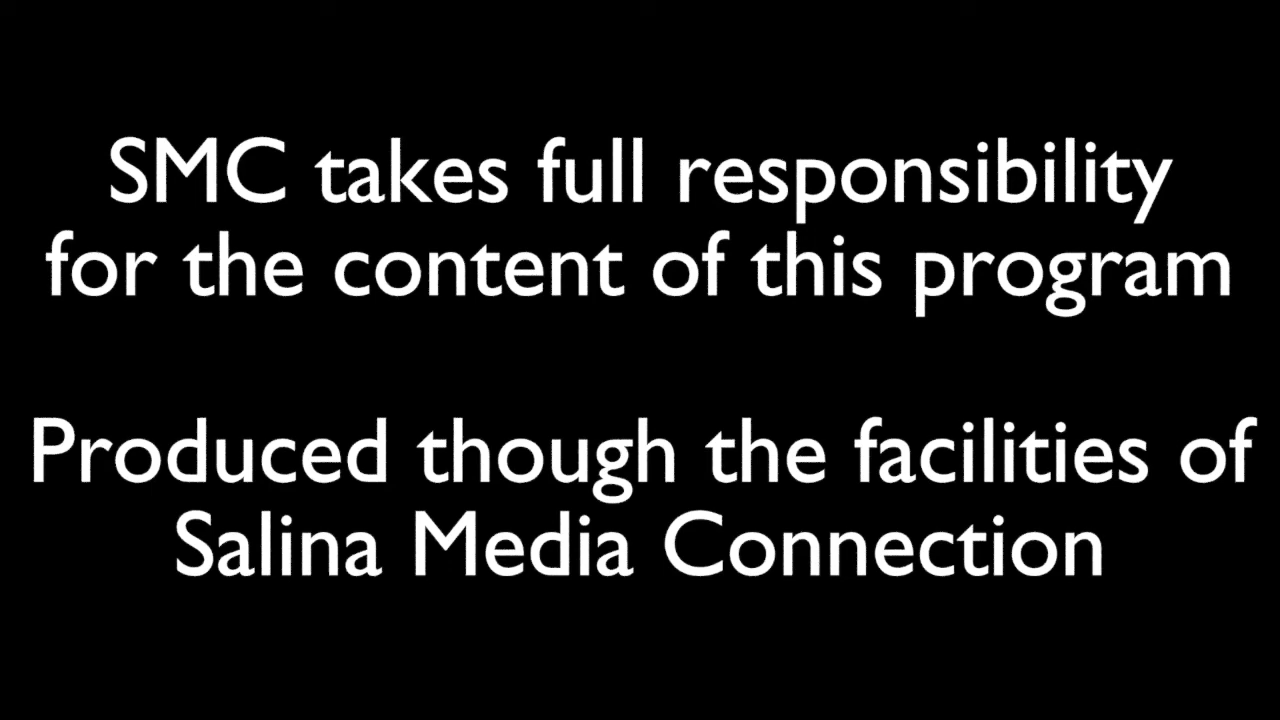 SMC takes full responsibility
for the content of this program
Produced though the facilities of
Salina Media Connection